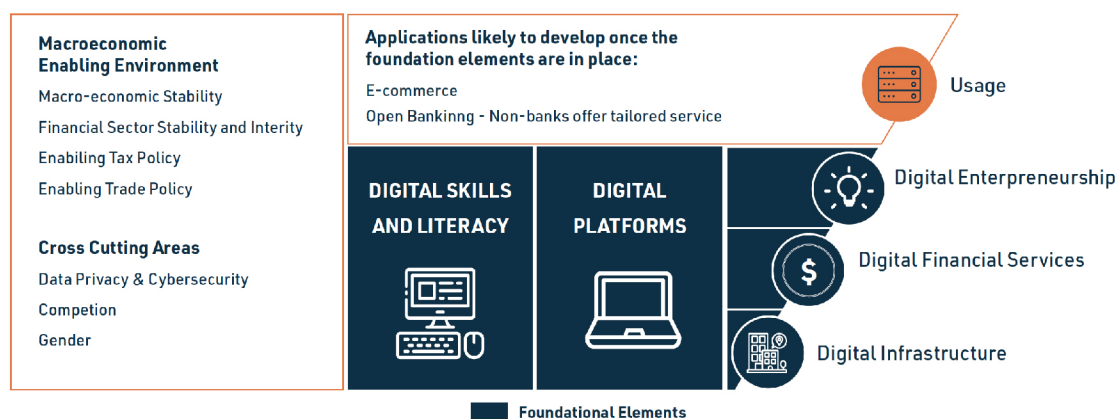 Macroeconomic
Enabling Environment
Macro-economic Stability
Financial Sector Stability and Interity
Enabiling Tax Policy
Enabling Trade Policy
Cross Cutting Areas
Data Privacy & Cybersecurity
Competion
Gender
Applications likely to develop once the
foundation elements are in place:
E-commerce
Open Bankinng - Non-banks offer tailored service
Usage
DIGITAL SKILLS
AND LITERACY
DIGITAL
PLATFORMS
Digital Enterpreneurship
$
Digital Financial Services
Digital Infrastructure
Foundational Elements